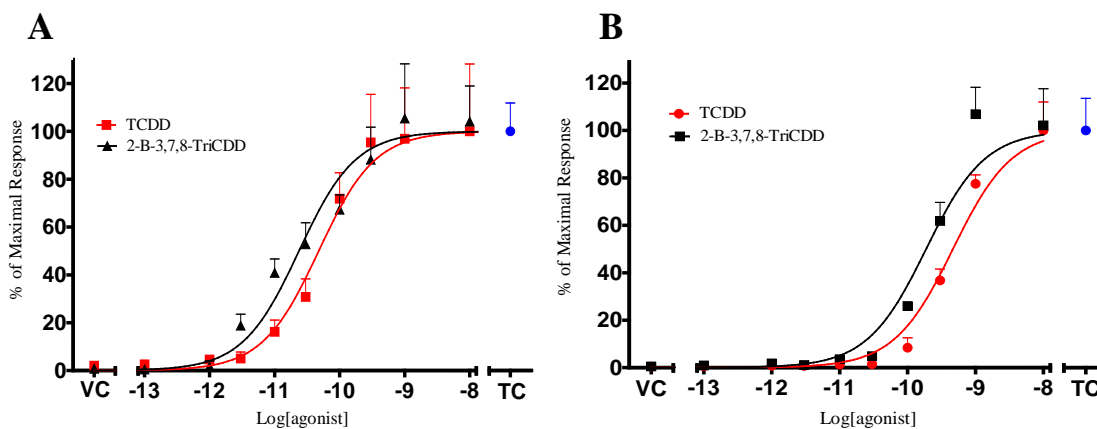 A
% of Maximal Response
120
100
80
60
40
20
0
TCDD
2-B-3,7,8-TriCDD
VC -13 -12 -11 -10 -9 -8 TC
Log[agonist]
B
% of Maximal Response
120
100
80
60
40
20
0
TCDD
2-B-3,7,8-TriCDD
VC -13 -12 -11 -10 -9 -8 TC
Log[agonist]